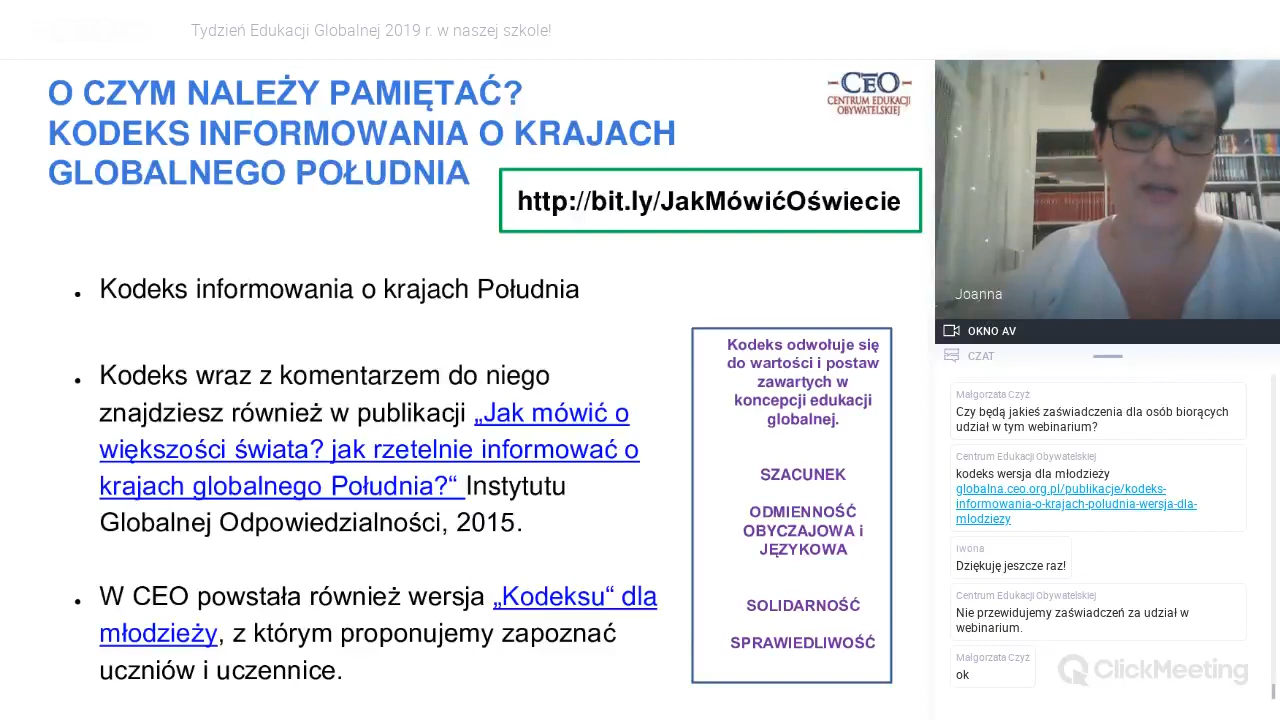 Tydzień Edukacji Globalnej 2019 r. w naszej szkole!
O CZYM NALEŻY PAMIĘTAĆ?
KODEKS INFORMOWANIA O KRAJACH
GLOBALNEGO POŁUDNIA
CEO
CENTRUM EDUKACJI
OBYWATELSKIEJ
http://bit.ly/JakMówićOświecie
• Kodeks informowania o krajach Południa
• Kodeks wraz z komentarzem do niego
znajdziesz również w publikacji „Jak mówić o
większości świata? jak rzetelnie informować o
krajach globalnego Południa?“ Instytutu
Globalnej Odpowiedzialności, 2015.
• W CEO powstała również wersja „Kodeksu“ dla
młodzieży, z którym proponujemy zapoznać
uczniów i uczennice.
Kodeks odwołuje się
do wartości i postaw
zawartych w
koncepcji edukacji
globalnej.
SZACUNEK
ODMIENNOŚĆ
OBYCZAJOWA i
JĘZYKOWA
SOLIDARNOŚĆ
SPRAWIEDLIWOŚĆ
Joanna
OKNO AV
CZAT
Malgorzata Czyż
Czy będą jakieś zaświadczenia dla osób biorących
udział w tym webinarium?
Centrum Edukacji Obywatelskiej
kodeks wersja dla młodzieży
globalna.ceo.org.pl/publikacje/kodeks-
informowania-o-krajach-poludnia-wersja-dla-
mlodziezy
Iwona
Dziękuję jeszcze raz!
Centrum Edukacji Obywatelskiej
Nie przewidujemy zaświadczeń za udział w
webinarium.
Malgorzata Czyż
ok
ClickMeeting